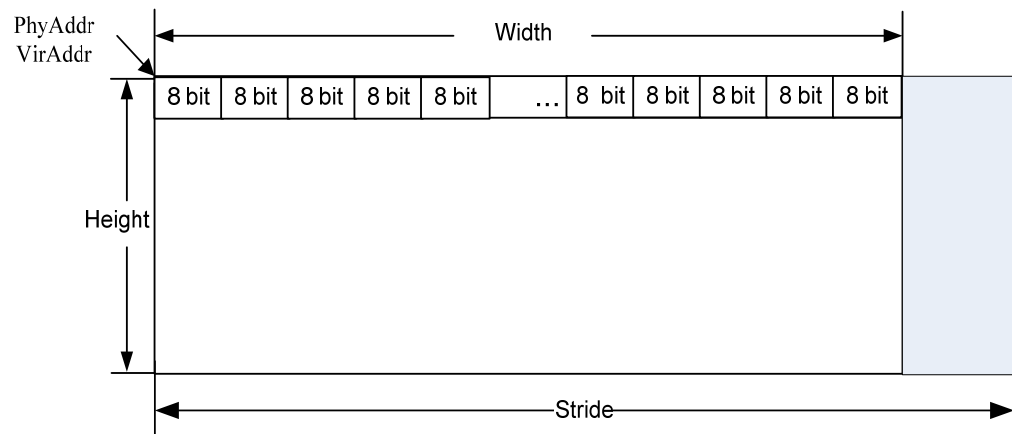 PhyAddr
VirAddr
Width
8 bit 8 bit 8 bit 8 bit 8 bit ... 8 bit 8 bit 8 bit 8 bit 8 bit
Height
Stride